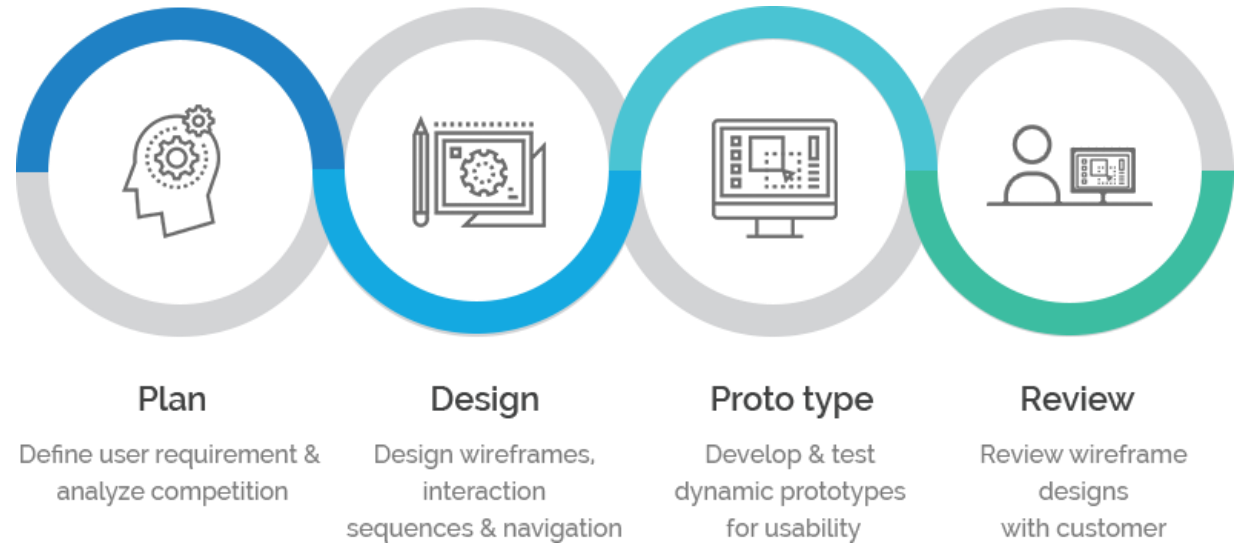 Plan
Define user requirement &
analyze competition
Design
Design wireframes,
interaction
sequences & navigation
Proto type
Develop & test
dynamic prototypes
for usability
Review
Review wireframe
designs
with customer